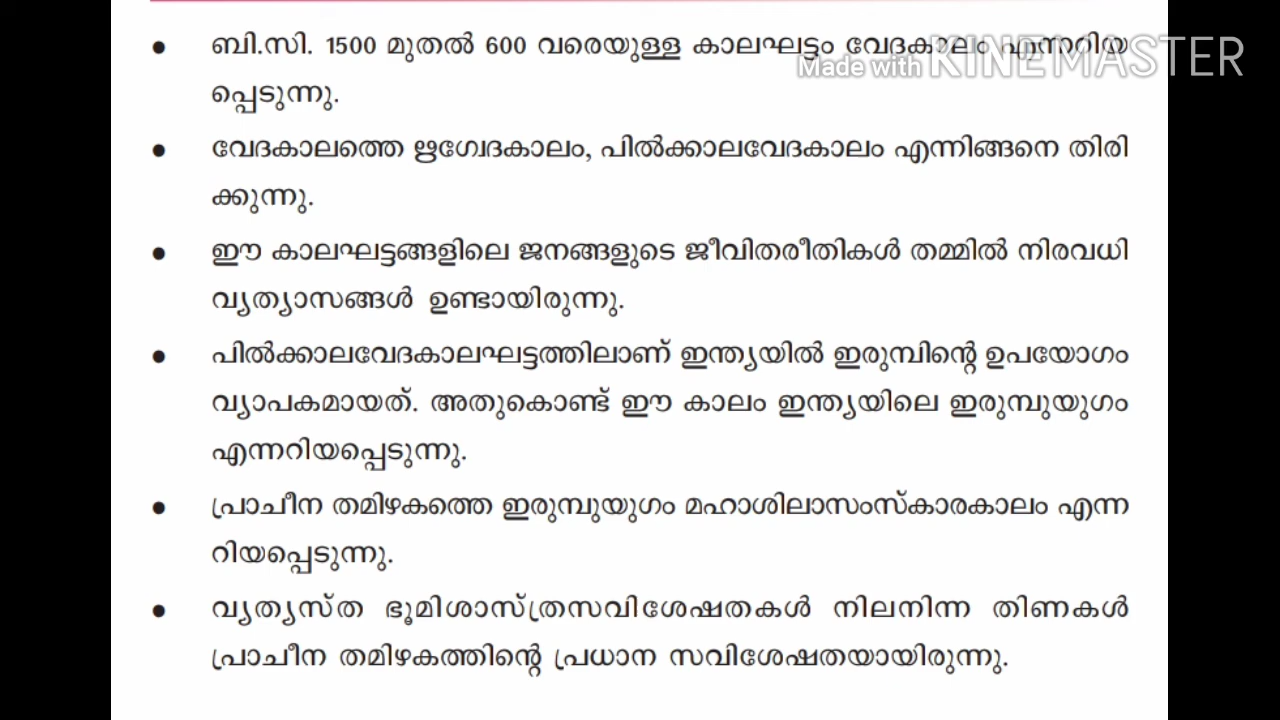 • ബി.സി. 1500 മുതൽ 600 വരെയുള്ള കാലഘട്ടം വേദകാലം എന്നറിയ
പ്പെടുന്നു.
Made with KINEMASTER
• വേദകാലത്തെ ഋഗ്വേദകാലം, പിൽക്കാലവേദകാലം എന്നിങ്ങനെ തിരി
ക്കുന്നു.
• ഈ കാലഘട്ടങ്ങളിലെ ജനങ്ങളുടെ ജീവിതരീതികൾ തമ്മിൽ നിരവധി
വ്യത്യാസങ്ങൾ ഉണ്ടായിരുന്നു.
• പിൽക്കാലവേദകാലഘട്ടത്തിലാണ് ഇന്ത്യയിൽ ഇരുമ്പിന്റെ ഉപയോഗം
വ്യാപകമായത്. അതുകൊണ്ട് ഈ കാലം ഇന്ത്യയിലെ ഇരുമ്പുയുഗം
എന്നറിയപ്പെടുന്നു.
• പ്രാചീന തമിഴകത്തെ ഇരുമ്പുയുഗം മഹാശിലാസംസ്കാരകാലം എന്ന
റിയപ്പെടുന്നു.
• വ്യത്യസ്ത ഭൂമിശാസ്ത്രസവിശേഷതകൾ നിലനിന്ന തിണകൾ
പ്രാചീന തമിഴകത്തിന്റെ പ്രധാന സവിശേഷതയായിരുന്നു.